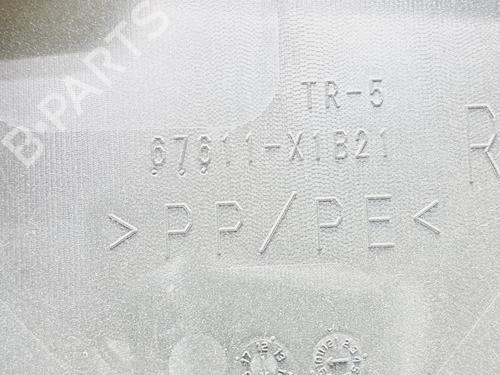 B-PARTS
TR-5
67611-X1B21
R
>PP/PE<